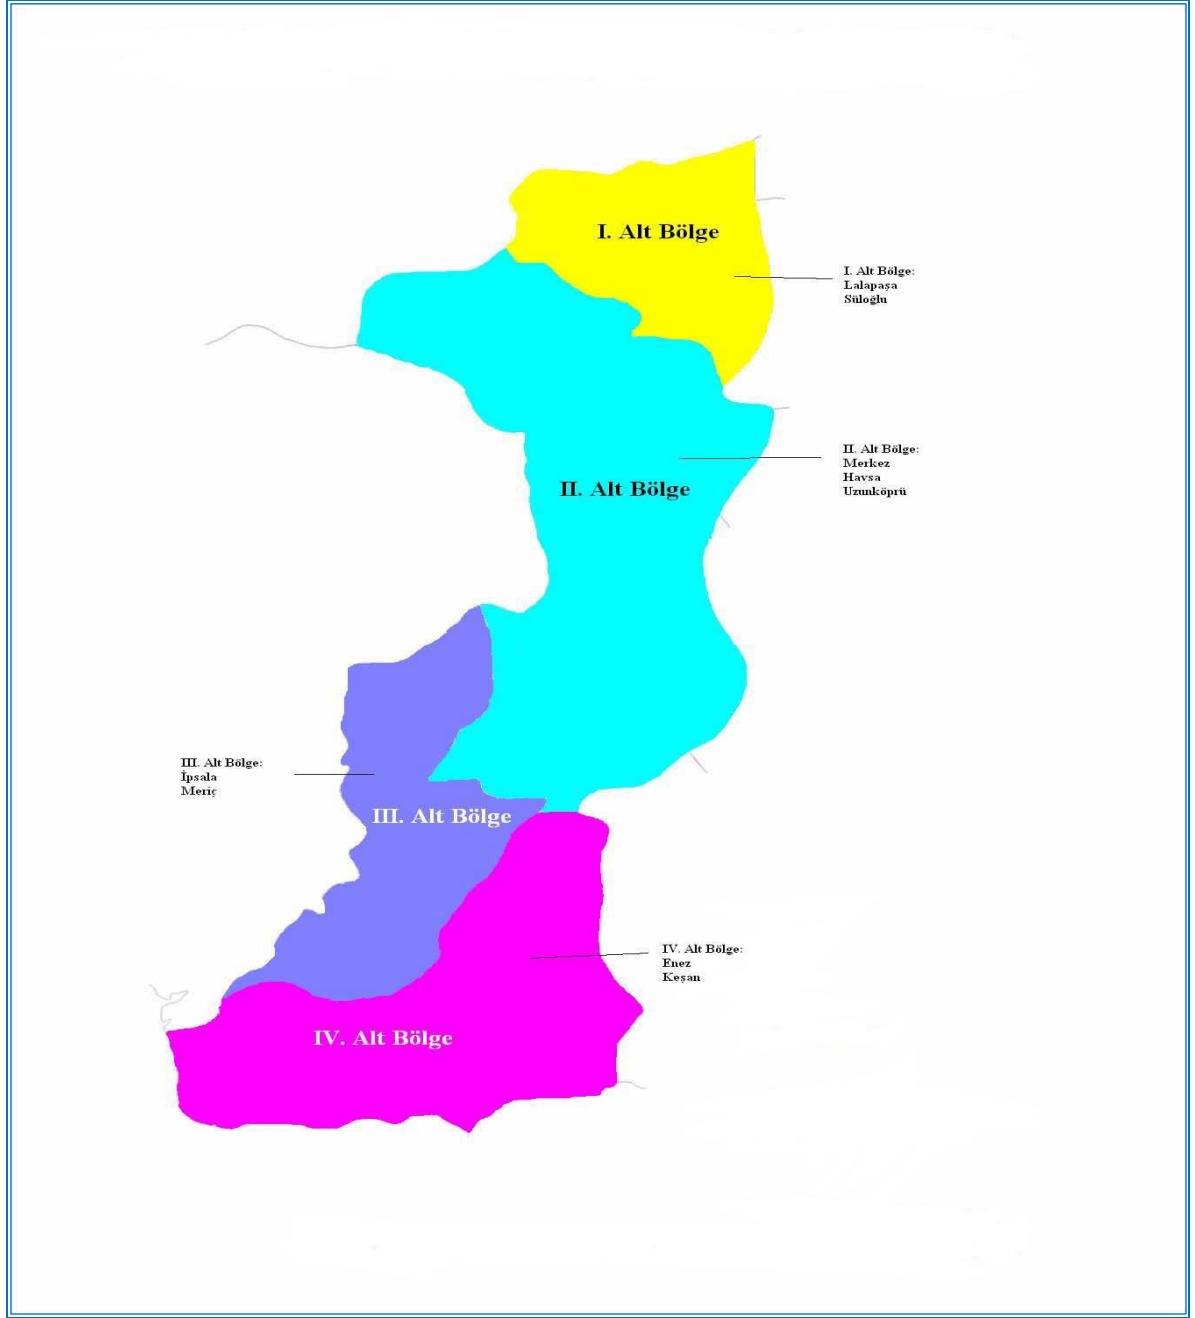 I. Alt Bölge
I. Alt Bölge:
Lalapaşa
Süloğlu
II. Alt Bölge:
Merkez
Havsa
Uzunköprü
II. Alt Bölge
III. Alt Bölge:
İpsala
Meriç
III. Alt Bölge
IV. Alt Bölge:
Enez
Keşan
IV. Alt Bölge